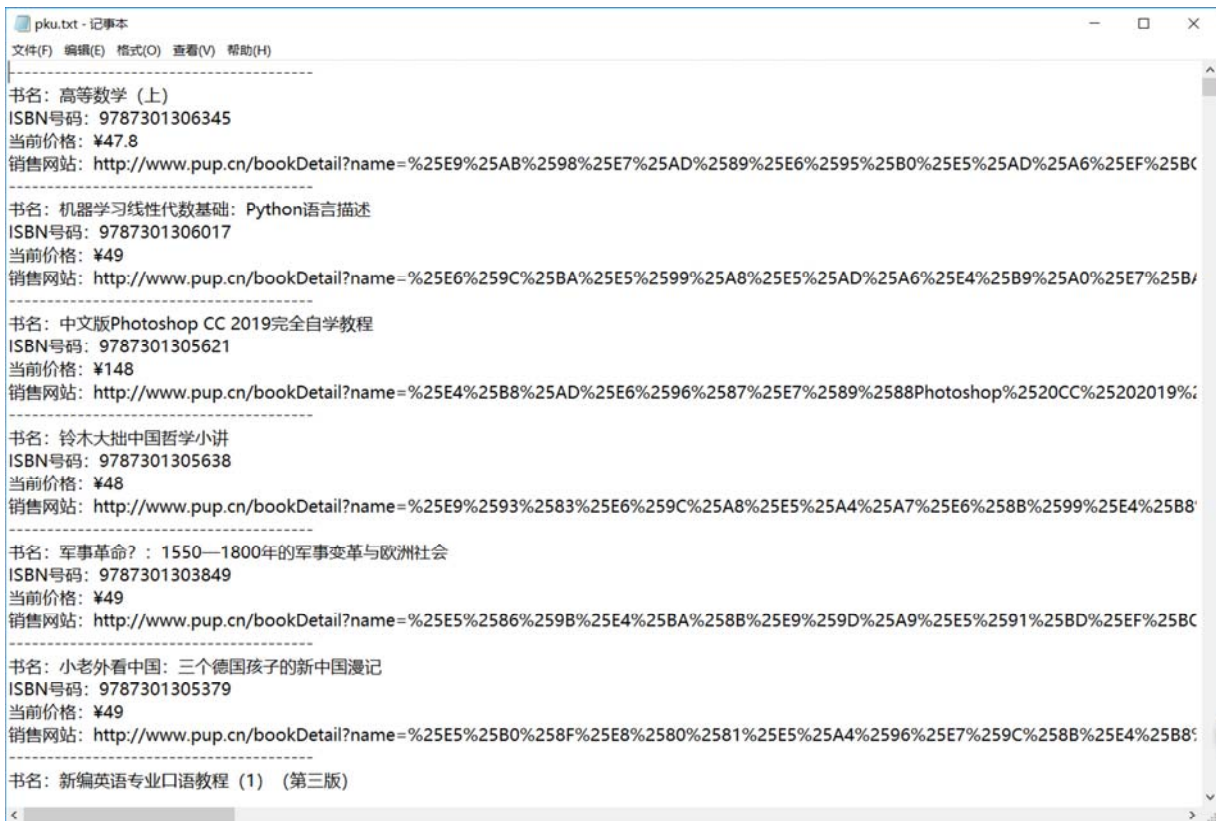 pku.txt - 记事本
文件(F) 编辑(E) 格式(O) 查看(V) 帮助(H)
----------------------------------------
书名：高等数学（上）
ISBN号码：9787301306345
当前价格：¥47.8
销售网站：http://www.pup.cn/bookDetail?name=%25E9%25AB%2598%25E7%25AD%2589%25E6%2595%25B0%25E5%25AD%25A6%25EF%25BC
----------------------------------------
书名：机器学习线性代数基础：Python语言描述
ISBN号码：9787301306017
当前价格：¥49
销售网站：http://www.pup.cn/bookDetail?name=%25E6%259C%25BA%25E5%2599%25A8%25E5%25AD%25A6%25E4%25B9%25A0%25E7%25BA
----------------------------------------
书名：中文版Photoshop CC 2019完全自学教程
ISBN号码：9787301305621
当前价格：¥148
销售网站：http://www.pup.cn/bookDetail?name=%25E4%25B8%25AD%25E6%2596%2587%25E7%2589%2588Photoshop%2520CC%25202019%2
----------------------------------------
书名：铃木大拙中国哲学小讲
ISBN号码：9787301305638
当前价格：¥48
销售网站：http://www.pup.cn/bookDetail?name=%25E9%2593%2583%25E6%259C%25A8%25E5%25A4%25A7%25E6%258B%2599%25E4%25B8%
----------------------------------------
书名：军事革命？：1550—1800年的军事变革与欧洲社会
ISBN号码：9787301303849
当前价格：¥49
销售网站：http://www.pup.cn/bookDetail?name=%25E5%2586%259B%25E4%25BA%258B%25E9%259D%25A9%25E5%2591%25BD%25EF%25BC
----------------------------------------
书名：小老外看中国：三个德国孩子的新中国漫记
ISBN号码：9787301305379
当前价格：¥49
销售网站：http://www.pup.cn/bookDetail?name=%25E5%25B0%258F%25E8%2580%2581%25E5%25A4%2596%25E7%259C%258B%25E4%25B8%
----------------------------------------
书名：新编英语专业口语教程（1）（第三版）